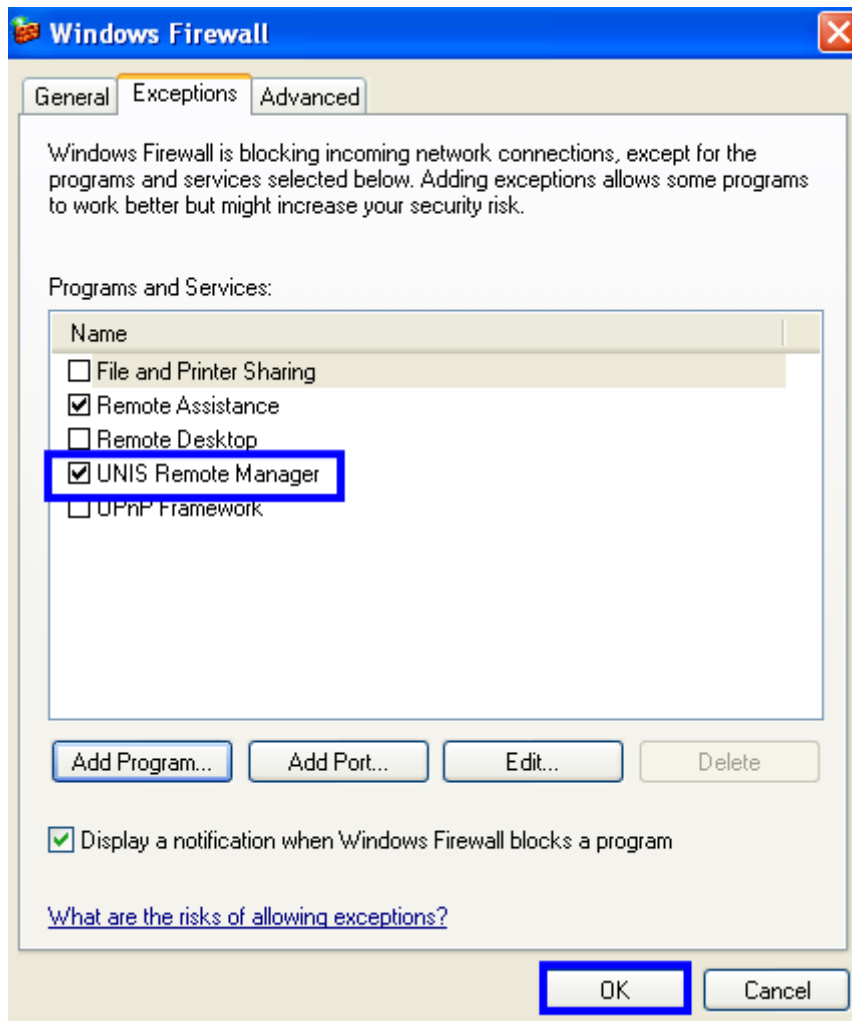 Windows Firewall
General Exceptions Advanced
Windows Firewall is blocking incoming network connections, except for the
programs and services selected below. Adding exceptions allows some programs
to work better but might increase your security risk.
Programs and Services:
Name
File and Printer Sharing
Remote Assistance
Remote Desktop
UNIS Remote Manager
UPnP Framework
Add Program... Add Port... Edit... Delete
Display a notification when Windows Firewall blocks a program
What are the risks of allowing exceptions?
OK Cancel